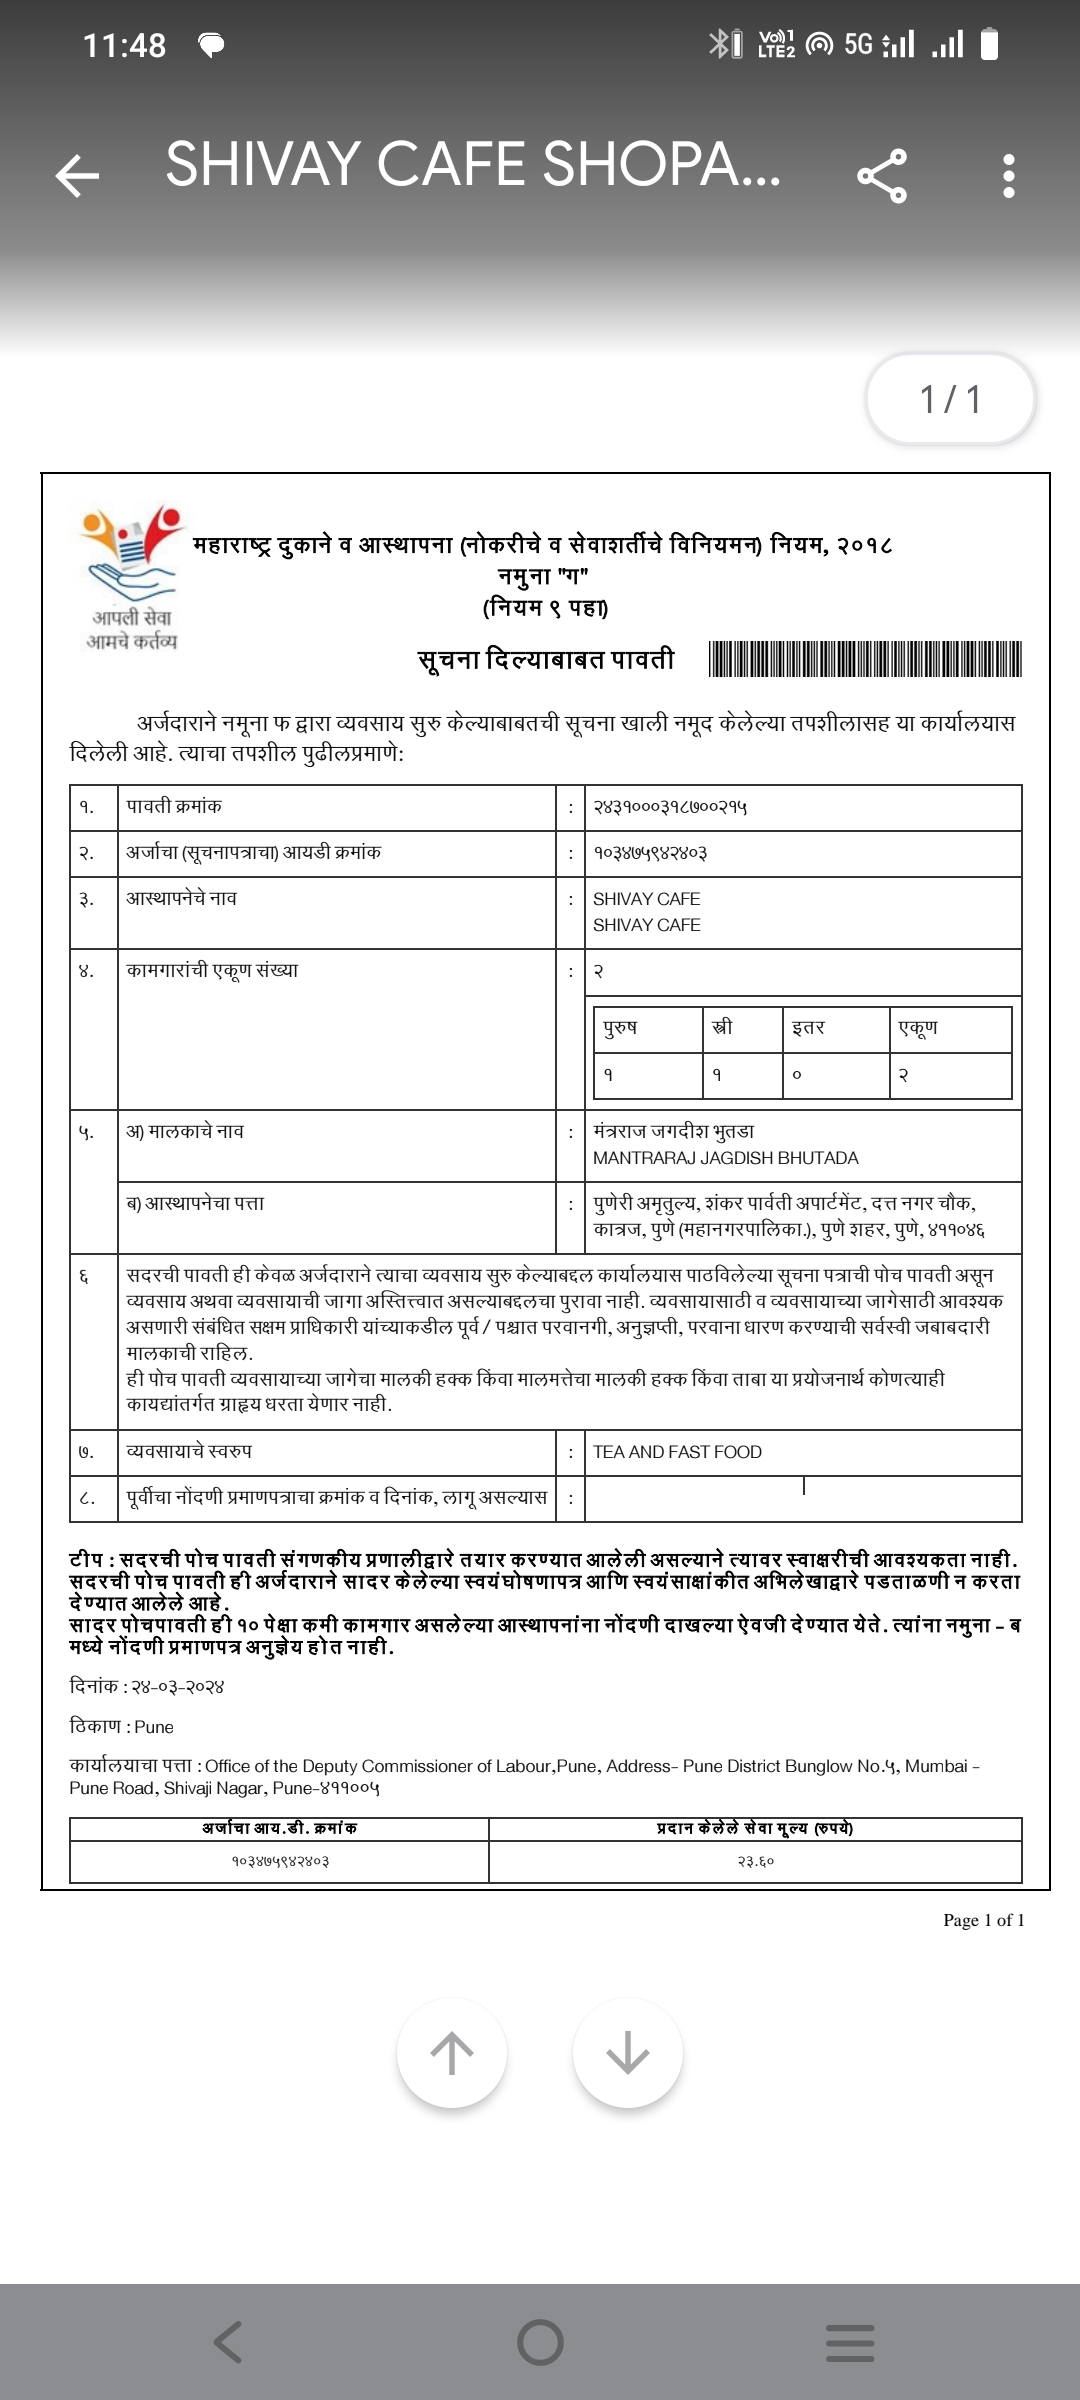 11:48
Vo)) 1
LTE2
5G
SHIVAY CAFE SHOPA...
1 / 1
महाराष्ट्र दुकाने व आस्थापना (नोकरीचे व सेवाशर्तीचे विनियमन) नियम, २०१८
नमुना "ग"
(नियम ९ पहा)
आपली सेवा
आमचे कर्तव्य
सूचना दिल्याबाबत पावती
अर्जदाराने नमूना फ द्वारा व्यवसाय सुरु केल्याबाबतची सूचना खाली नमूद केलेल्या तपशीलासह या कार्यालयास
दिलेली आहे. त्याचा तपशील पुढीलप्रमाणे:
१. पावती क्रमांक : २४३१०००३१८७००२१५
२. अर्जाचा (सूचनापत्राचा) आयडी क्रमांक : १०३४७५९४२४०३
३. आस्थापनेचे नाव : SHIVAY CAFE
SHIVAY CAFE
४. कामगारांची एकूण संख्या : २
पुरुष स्त्री इतर एकूण
१ १ ० २
५. अ) मालकाचे नाव : मंत्रराज जगदीश भुतडा
MANTRARAJ JAGDISH BHUTADA
ब) आस्थापनेचा पत्ता : पुणेरी अमृतुल्य, शंकर पार्वती अपार्टमेंट, दत्त नगर चौक,
कात्रज, पुणे (महानगरपालिका.), पुणे शहर, पुणे, ४११०४६
६ सदरची पावती ही केवळ अर्जदाराने त्याचा व्यवसाय सुरु केल्याबद्दल कार्यालयास पाठविलेल्या सूचना पत्राची पोच पावती असून
व्यवसाय अथवा व्यवसायाची जागा अस्तित्त्वात असल्याबद्दलचा पुरावा नाही. व्यवसायासाठी व व्यवसायाच्या जागेसाठी आवश्यक
असणारी संबंधित सक्षम प्राधिकारी यांच्याकडील पूर्व / पश्चात परवानगी, अनुज्ञप्ती, परवाना धारण करण्याची सर्वस्वी जबाबदारी
मालकाची राहिल.
ही पोच पावती व्यवसायाच्या जागेचा मालकी हक्क किंवा मालमत्तेचा मालकी हक्क किंवा ताबा या प्रयोजनार्थ कोणत्याही
कायद्यांतर्गत ग्राह्य धरता येणार नाही.
७. व्यवसायाचे स्वरुप : TEA AND FAST FOOD
८. पूर्वीचा नोंदणी प्रमाणपत्राचा क्रमांक व दिनांक, लागू असल्यास :
टीप : सदरची पोच पावती संगणकीय प्रणालीद्वारे तयार करण्यात आलेली असल्याने त्यावर स्वाक्षरीची आवश्यकता नाही.
सदरची पोच पावती ही अर्जदाराने सादर केलेल्या स्वयंघोषणापत्र आणि स्वयंसाक्षांकीत अभिलेखाद्वारे पडताळणी न करता
देण्यात आलेले आहे.
सादर पोचपावती ही १० पेक्षा कमी कामगार असलेल्या आस्थापनांना नोंदणी दाखल्या ऐवजी देण्यात येते. त्यांना नमुना - ब
मध्ये नोंदणी प्रमाणपत्र अनुज्ञेय होत नाही.
दिनांक : २४-०३-२०२४
ठिकाण : Pune
कार्यालयाचा पत्ता : Office of the Deputy Commissioner of Labour,Pune, Address- Pune District Bunglow No.५, Mumbai -
Pune Road, Shivaji Nagar, Pune-४११००५
अर्जाचा आय.डी. क्रमांक प्रदान केलेले सेवा मूल्य (रुपये)
१०३४७५९४२४०३ २३.६०
Page 1 of 1